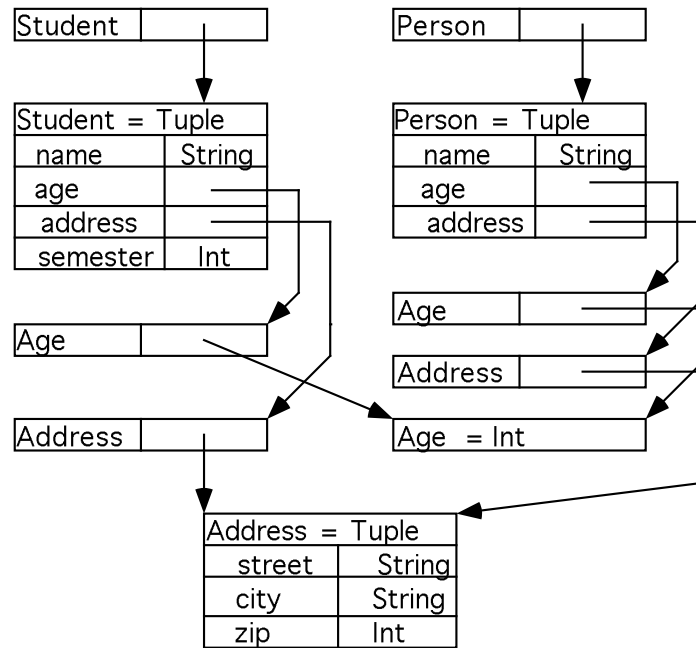 Student
Person
Student = Tuple
name String
age
address
semester Int
Person = Tuple
name String
age
address
Age
Address
Age
Address
Age = Int
Address = Tuple
street String
city String
zip Int